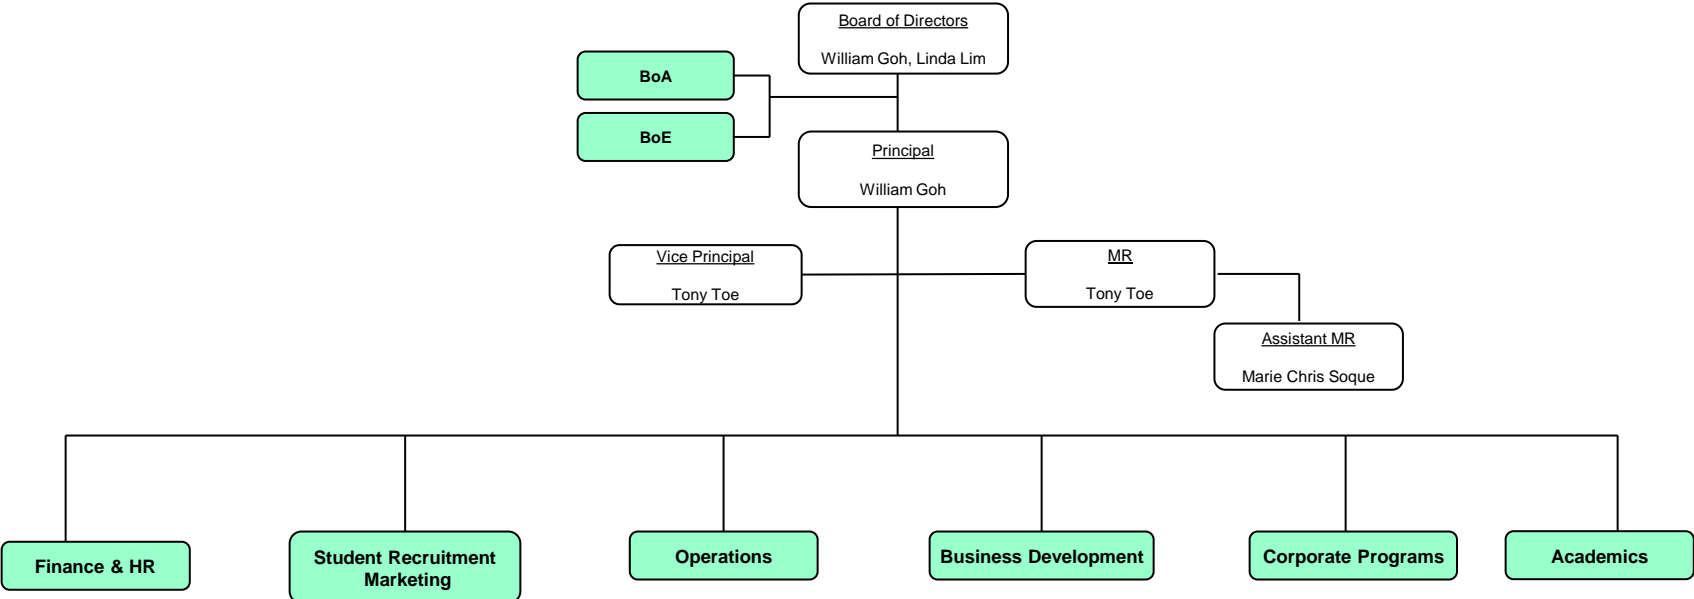 Board of Directors
William Goh, Linda Lim
BoA
BoE
Principal
William Goh
Vice Principal
Tony Toe
MR
Tony Toe
Assistant MR
Marie Chris Soque
Finance & HR
Student Recruitment
Marketing
Operations
Business Development
Corporate Programs
Academics